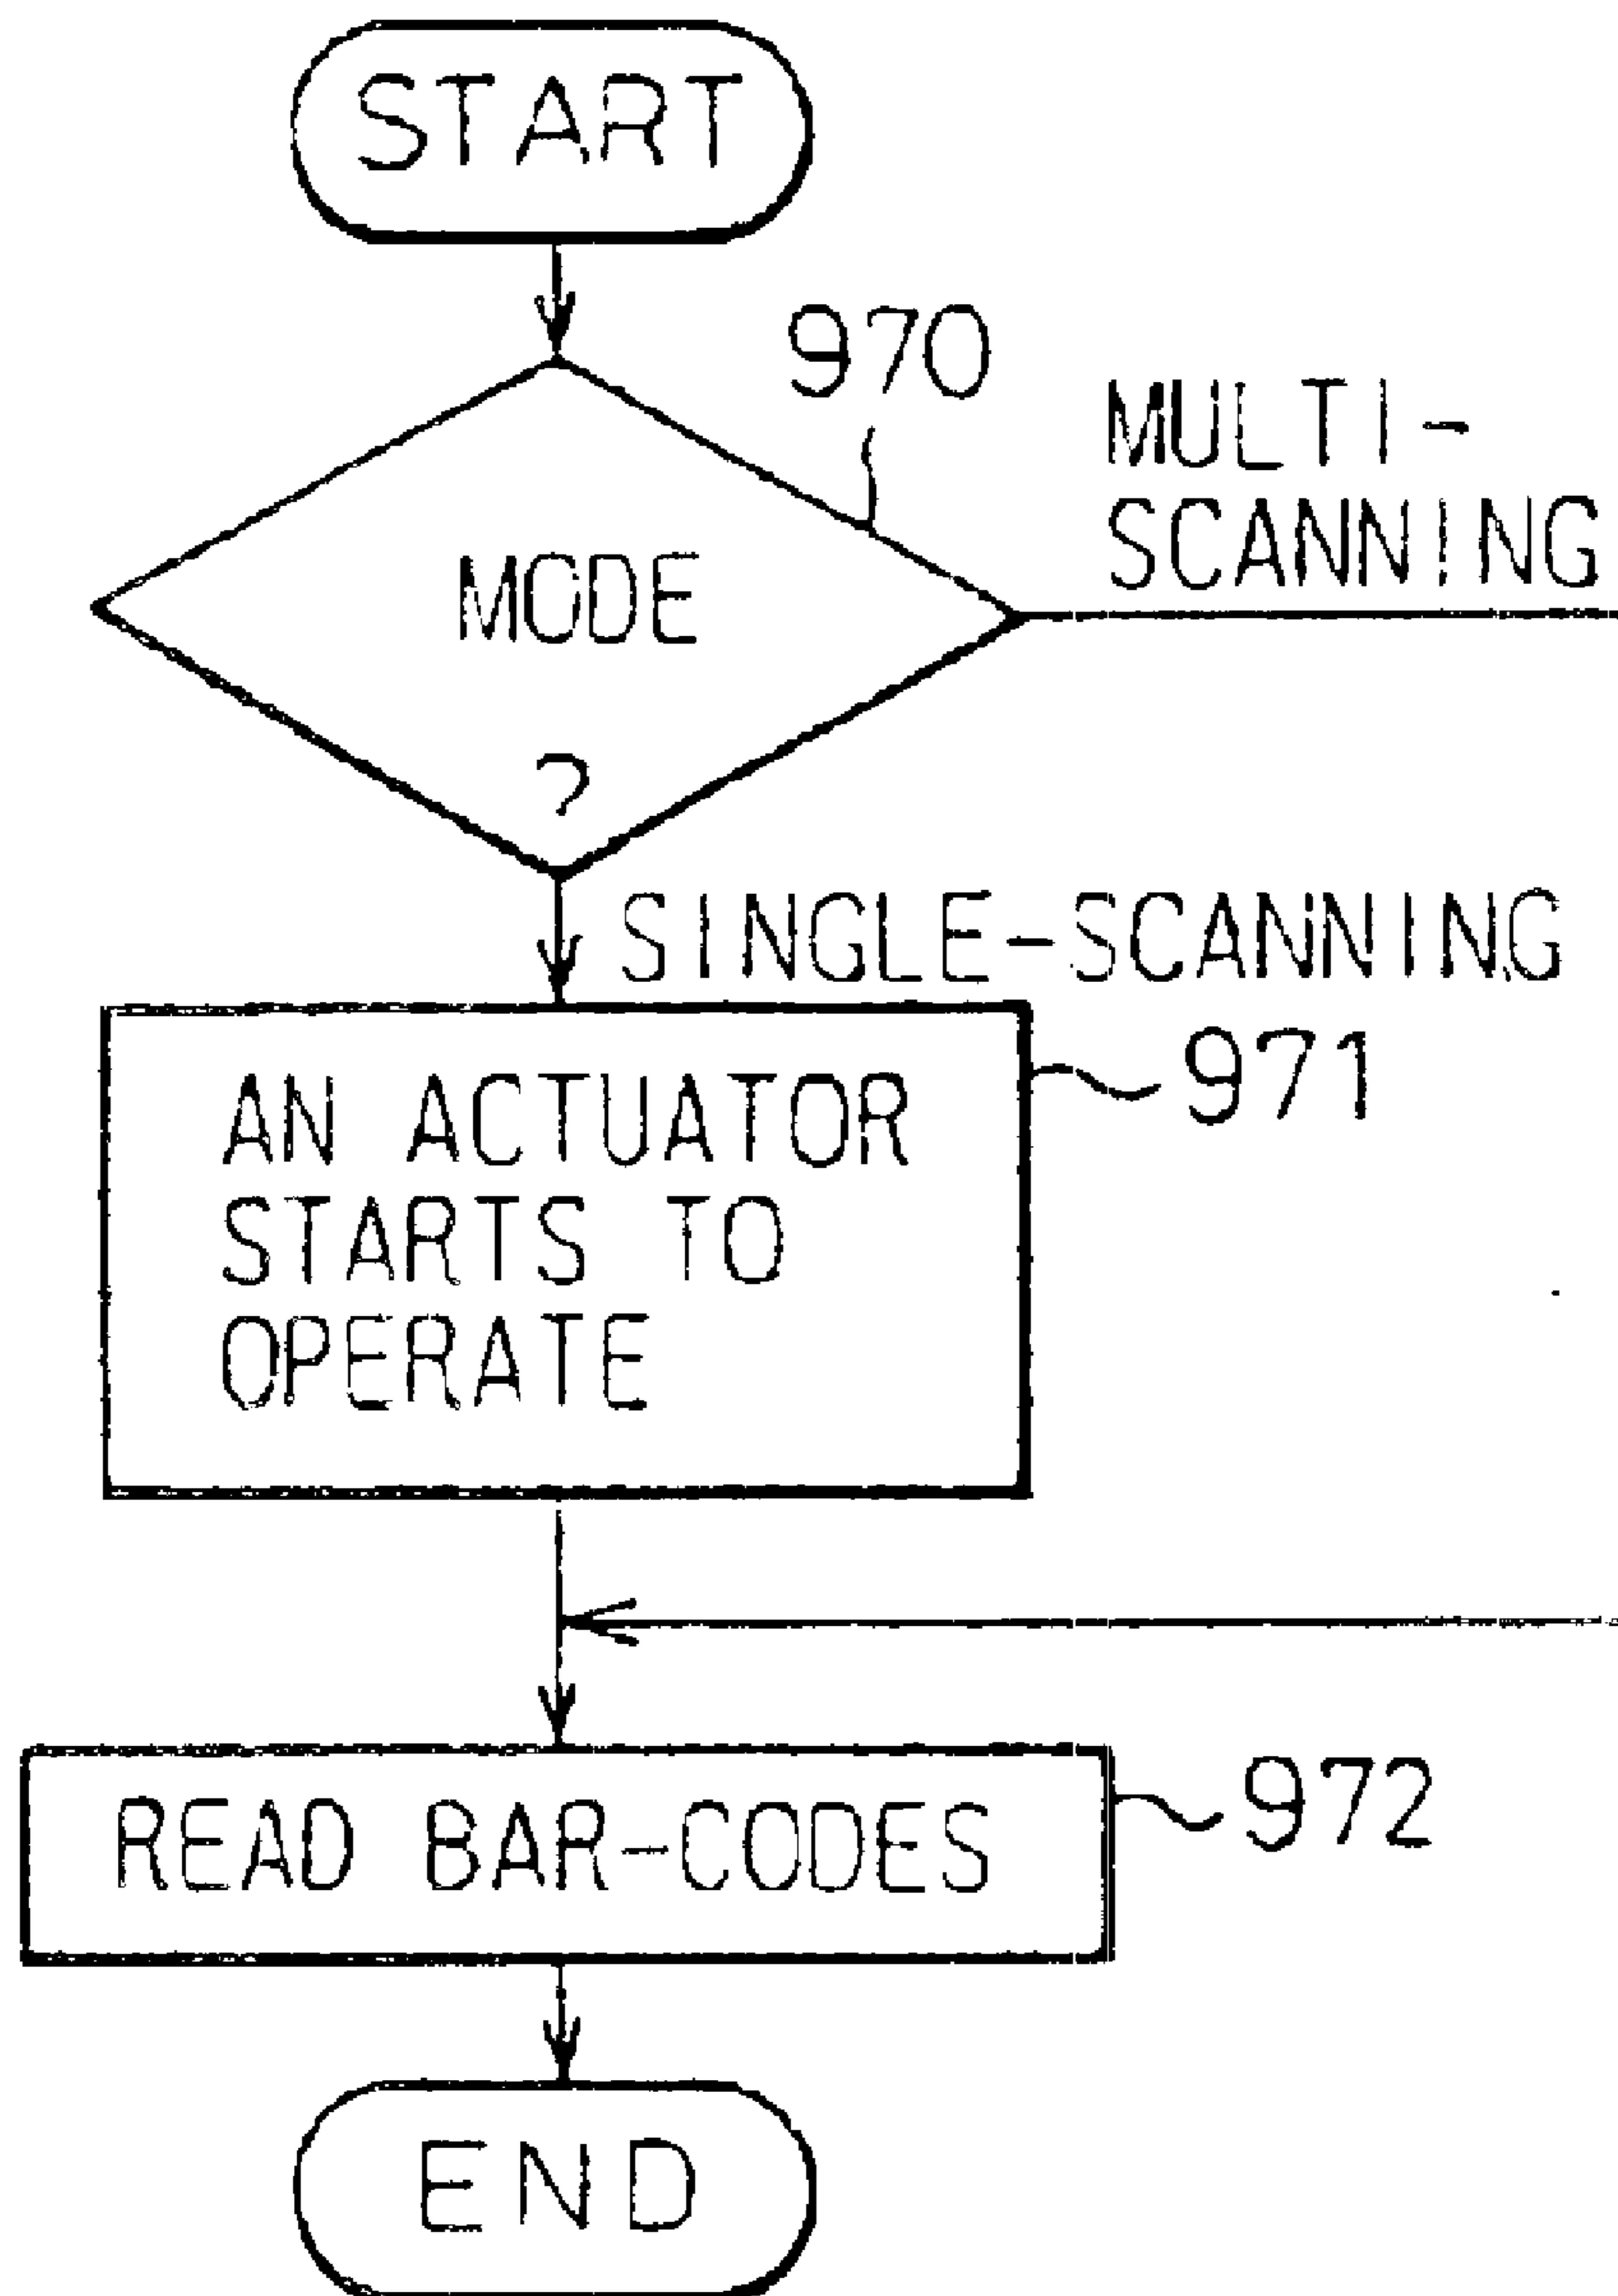 START
970
MULTI-
SCANNING
MODE
?
SINGLE-SCANNING
971
AN ACTUATOR
STARTS TO
OPERATE
972
READ BAR-CODES
END